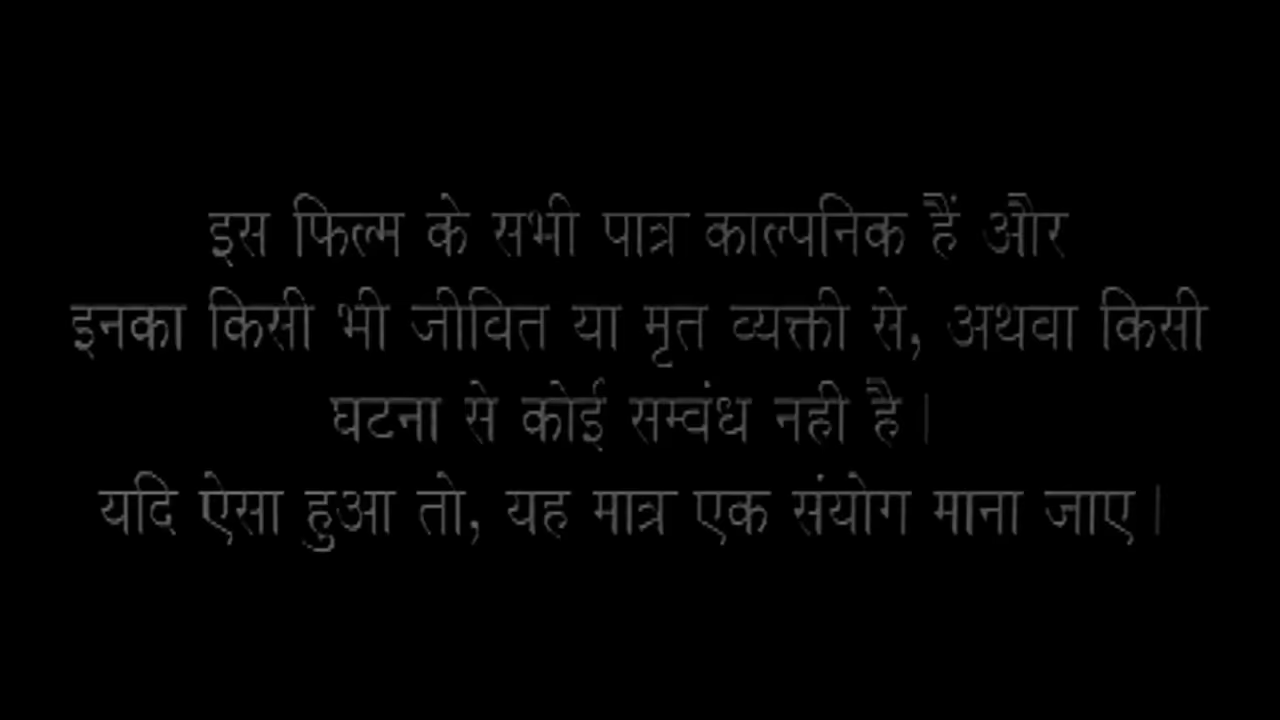 इस फिल्म के सभी पात्र काल्पनिक हैं और
इनका किसी भी जीवित या मृत व्यक्ती से, अथवा किसी
घटना से कोई सम्वंध नही है।
यदि ऐसा हुआ तो, यह मात्र एक संयोग माना जाए।